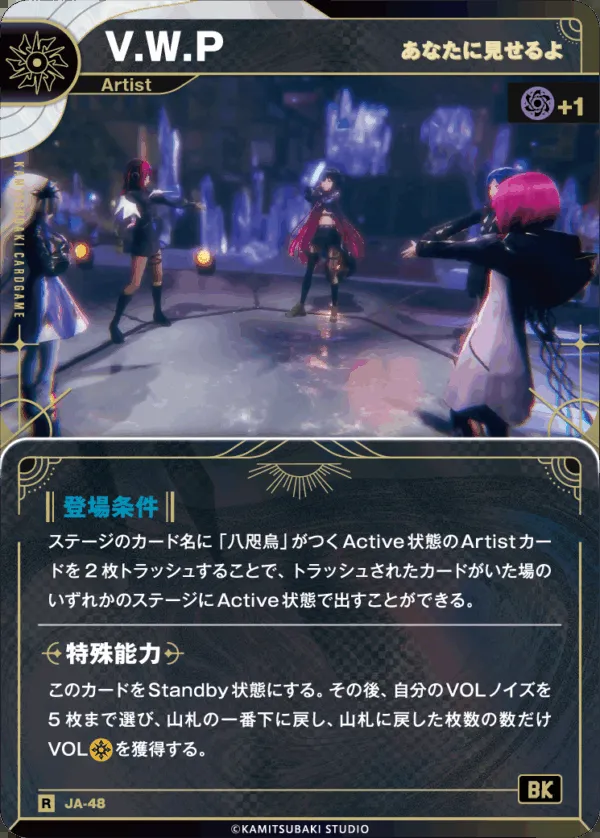 V.W.P
あなたに見せるよ
Artist
+1
KAMITSUBAKI CARDGAME
登場条件
ステージのカード名に「八咫烏」がつくActive状態のArtistカー
ドを2枚トラッシュすることで、トラッシュされたカードがいた場の
いずれかのステージにActive状態で出すことができる。
特殊能力
このカードをStandby状態にする。その後、自分のVOLノイズを
5枚まで選び、山札の一番下に戻し、山札に戻した枚数の数だけ
VOLを獲得する。
R JA-48
BK
©KAMITSUBAKI STUDIO